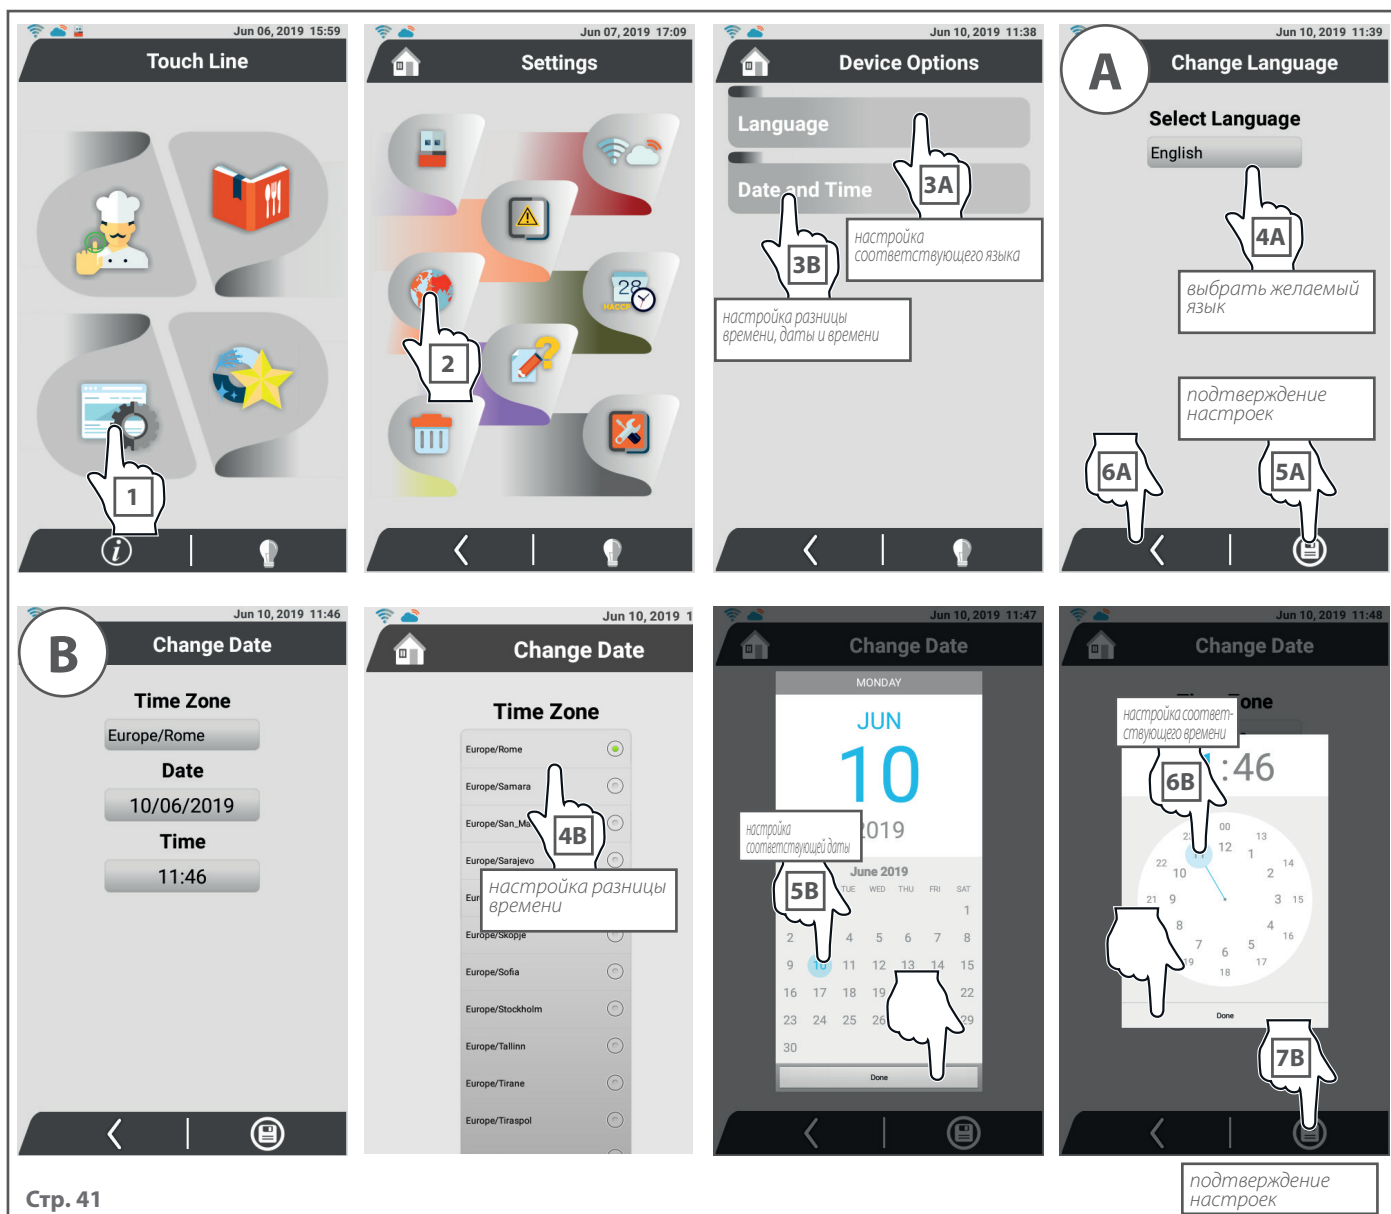 Jun 06, 2019 15:59
Touch Line
1
i
Jun 07, 2019 17:09
Settings
28
HACCP
2
Jun 10, 2019 11:38
Device Options
Language
Date and Time
3A
настройка
соответствующего языка
3B
настройка разницы
времени, даты и времени
Jun 10, 2019 11:39
A
Change Language
Select Language
English
4A
выбрать желаемый
язык
подтверждение
настроек
6A
5A
Jun 10, 2019 11:46
B
Change Date
Time Zone
Europe/Rome
Date
10/06/2019
Time
11:46
Jun 10, 2019 1
Change Date
Time Zone
Europe/Rome
Europe/Samara
Europe/San_Ma
4B
Europe/Sarajevo
настройка разницы
времени
Eur
Europe/Skopje
Europe/Sofia
Europe/Stockholm
Europe/Tallinn
Europe/Tirane
Europe/Tiraspol
Jun 10, 2019 11:47
Change Date
MONDAY
JUN
10
2019
настройка
соответствующей даты
June 2019
5B
TUE WED THU FRI SAT
1
2 4 5 6 7 8
9 10 11 12 13 14 15
16 17 18 19 22
23 24 25 26 29
30
Done
Jun 10, 2019 11:48
Change Date
one
настройка соответ-
ствующего времени
:46
6B
00
13
12
1
22
14
10
2
21 9 3 15
8
4
16
7
5
19
6
17
18
Done
7B
подтверждение
настроек
Стр. 41